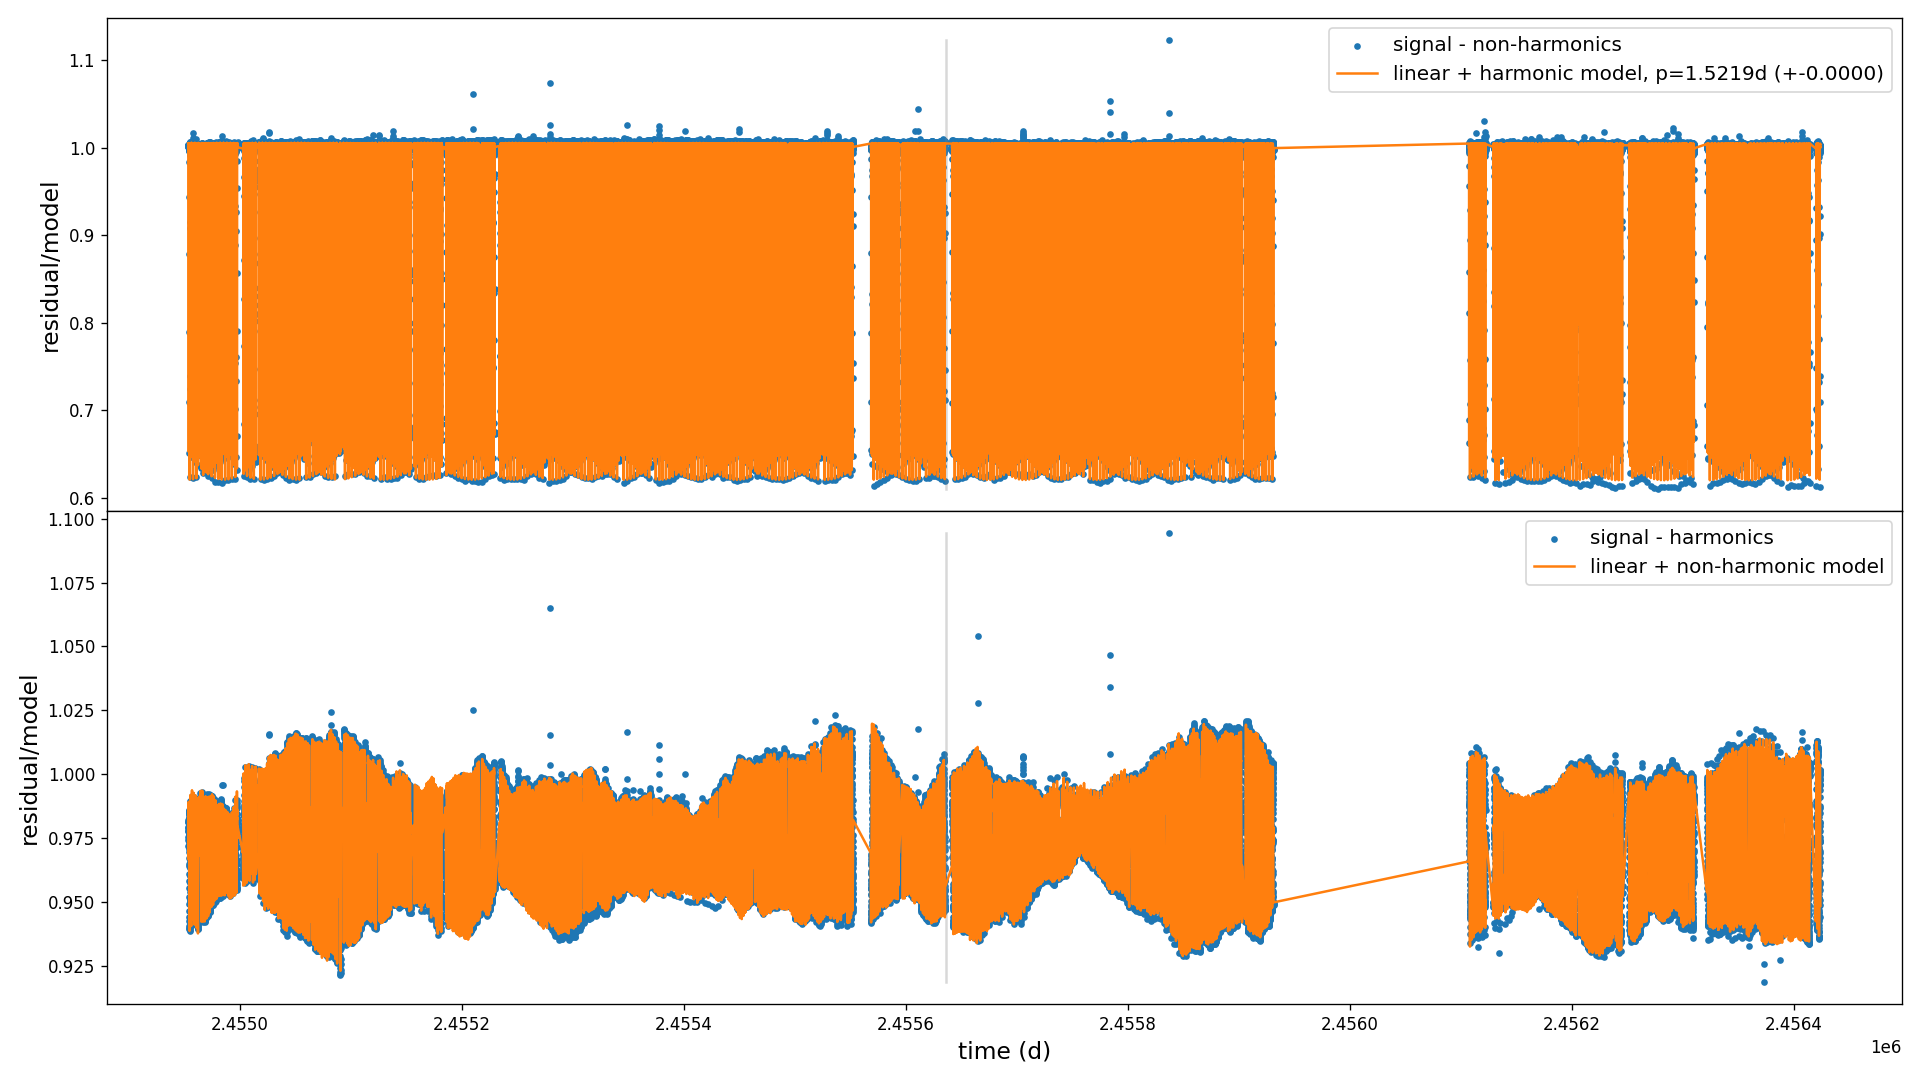 signal - non-harmonics
linear + harmonic model, p=1.5219d (+-0.0000)
residual/model
1.1
1.0
0.9
0.8
0.7
0.6
signal - harmonics
linear + non-harmonic model
residual/model
1.100
1.075
1.050
1.025
1.000
0.975
0.950
0.925
2.4550 2.4552 2.4554 2.4556 2.4558 2.4560 2.4562 2.4564
time (d)
1e6